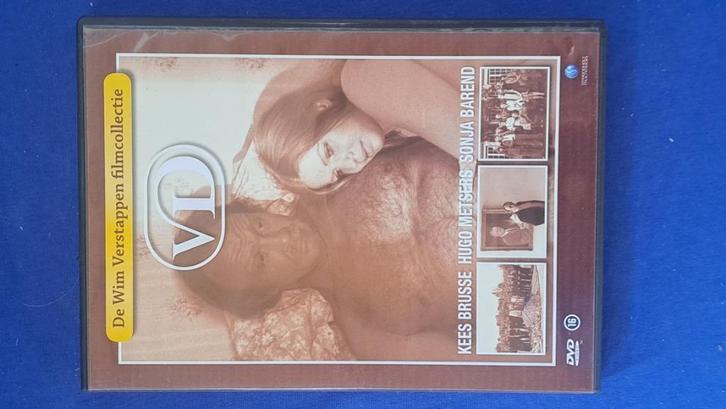 De Wim Verstappen filmcollectie
VD
KEES BRUSSE HUGO METSERS SONJA BAREND
DVD
16